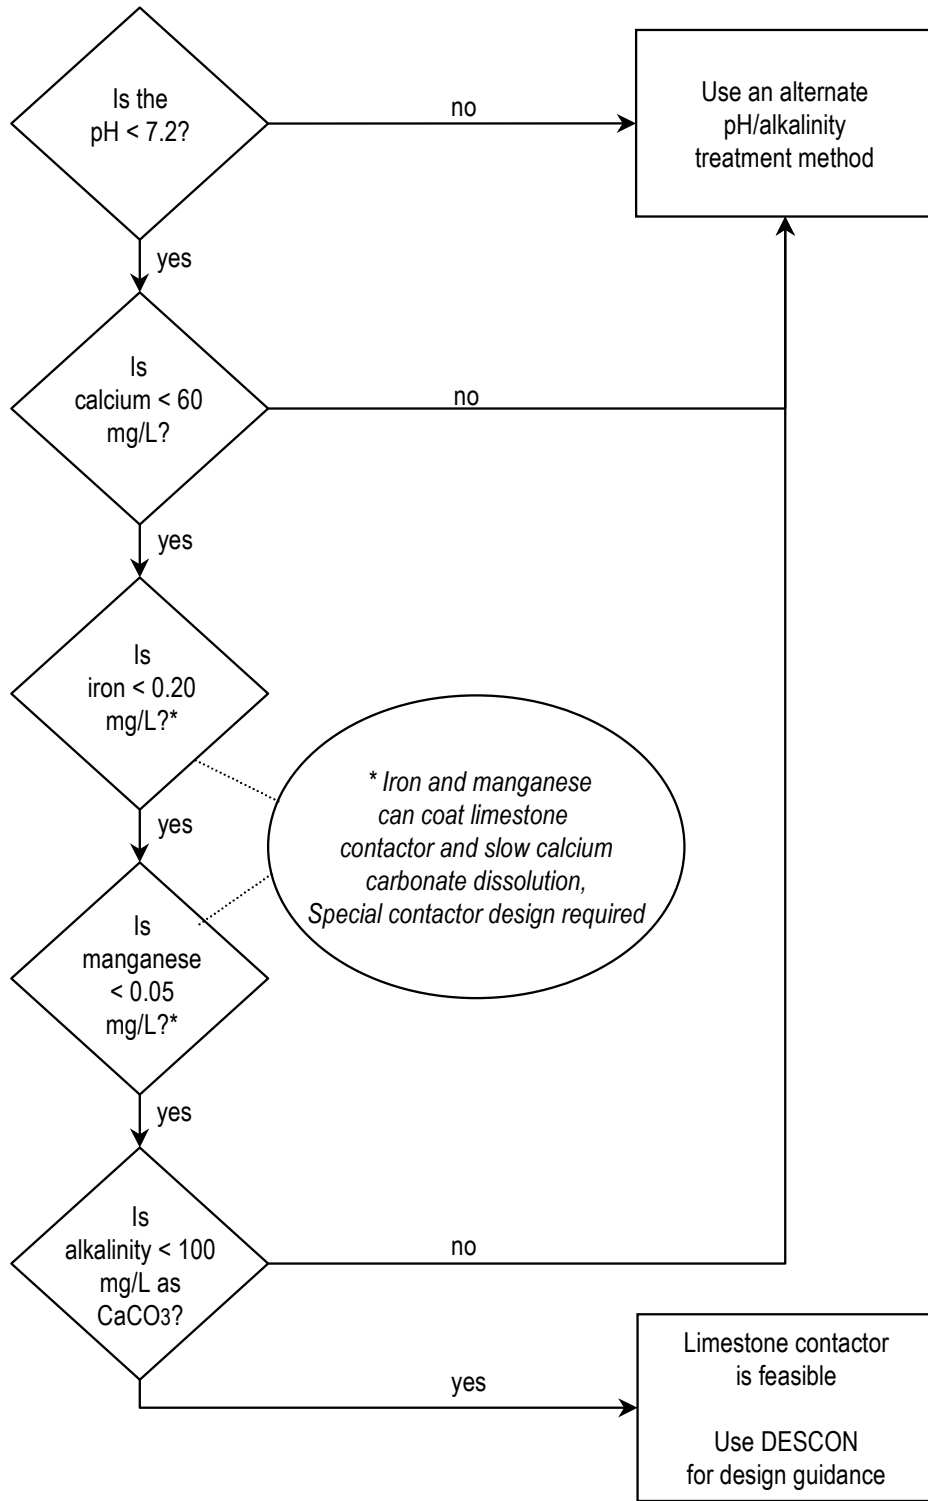 Is the
pH < 7.2?
no
Use an alternate
pH/alkalinity
treatment method
yes
Is
calcium < 60
mg/L?
no
yes
Is
iron < 0.20
mg/L?*
* Iron and manganese
can coat limestone
contactor and slow calcium
carbonate dissolution,
Special contactor design required
yes
Is
manganese
< 0.05
mg/L?*
yes
Is
alkalinity < 100
mg/L as
CaCO3?
no
yes
Limestone contactor
is feasible
Use DESCON
for design guidance